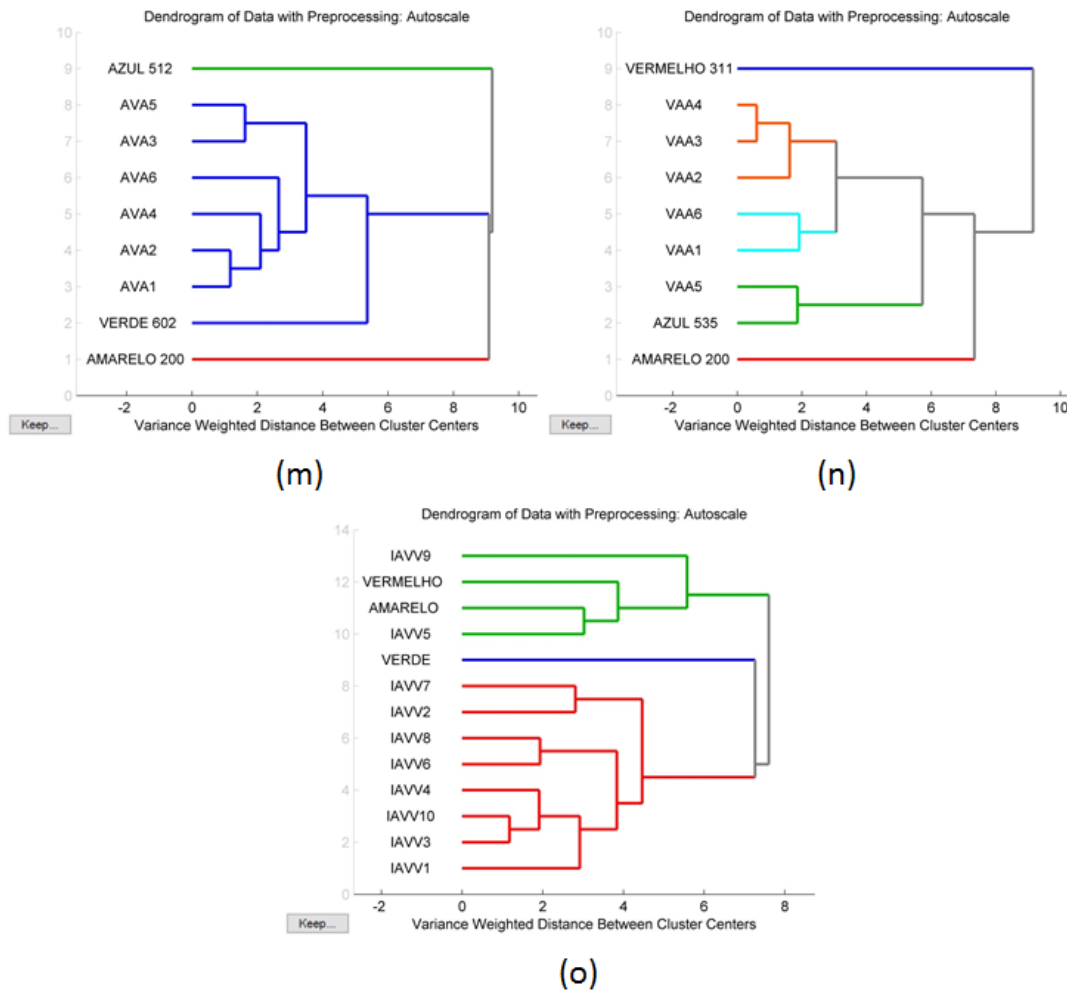 Dendrogram of Data with Preprocessing: Autoscale
10
9
8
7
6
5
4
3
2
1
0
AZUL 512
AVA5
AVA3
AVA6
AVA4
AVA2
AVA1
VERDE 602
AMARELO 200
-2 0 2 4 6 8 10
Keep...
Variance Weighted Distance Between Cluster Centers
(m)
Dendrogram of Data with Preprocessing: Autoscale
10
9
8
7
6
5
4
3
2
1
0
VERMELHO 311
VAA4
VAA3
VAA2
VAA6
VAA1
VAA5
AZUL 535
AMARELO 200
-2 0 2 4 6 8 10
Keep...
Variance Weighted Distance Between Cluster Centers
(n)
Dendrogram of Data with Preprocessing: Autoscale
14
12
10
8
6
4
2
0
IAVV9
VERMELHO
AMARELO
IAVV5
VERDE
IAVV7
IAVV2
IAVV8
IAVV6
IAVV4
IAVV10
IAVV3
IAVV1
-2 0 2 4 6 8
Keep...
Variance Weighted Distance Between Cluster Centers
(o)